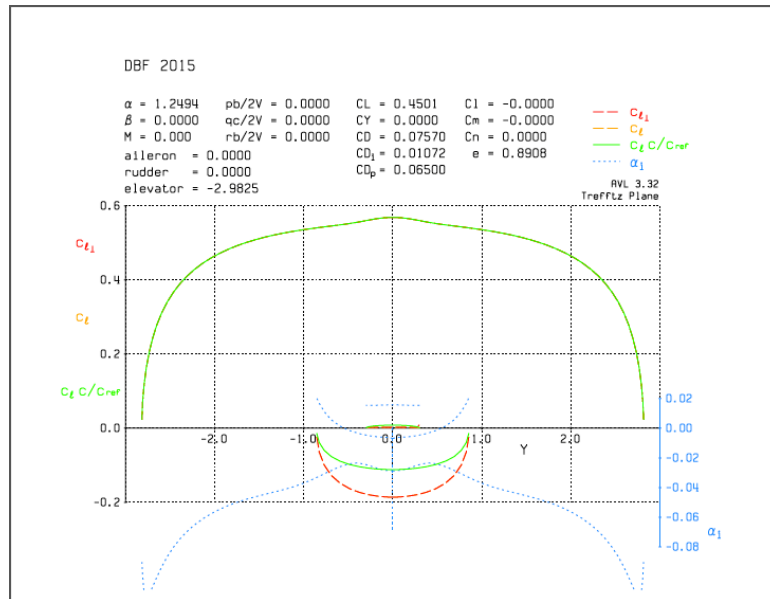 DBF 2015
α = 1.2494 pb/2V = 0.0000 CL = 0.4501 Cl = -0.0000
β = 0.0000 qc/2V = 0.0000 CY = 0.0000 Cm = -0.0000
M = 0.000 rb/2V = 0.0000 CD = 0.07570 Cn = 0.0000
aileron = 0.0000 CDi = 0.01072 e = 0.8908
rudder = 0.0000 CDp = 0.06500
elevator = -2.9825
Cℓ⊥
Cℓ
Cℓ C/Cref
αi
AVL 3.32
Trefftz Plane
0.6
Cℓ⊥
0.4
Cℓ
0.2
Cℓ C/Cref
0.0
-0.2
-2.0 -1.0 0.0 1.0 Y 2.0
0.02
0.00
-0.02
-0.04
-0.06
-0.08
αi